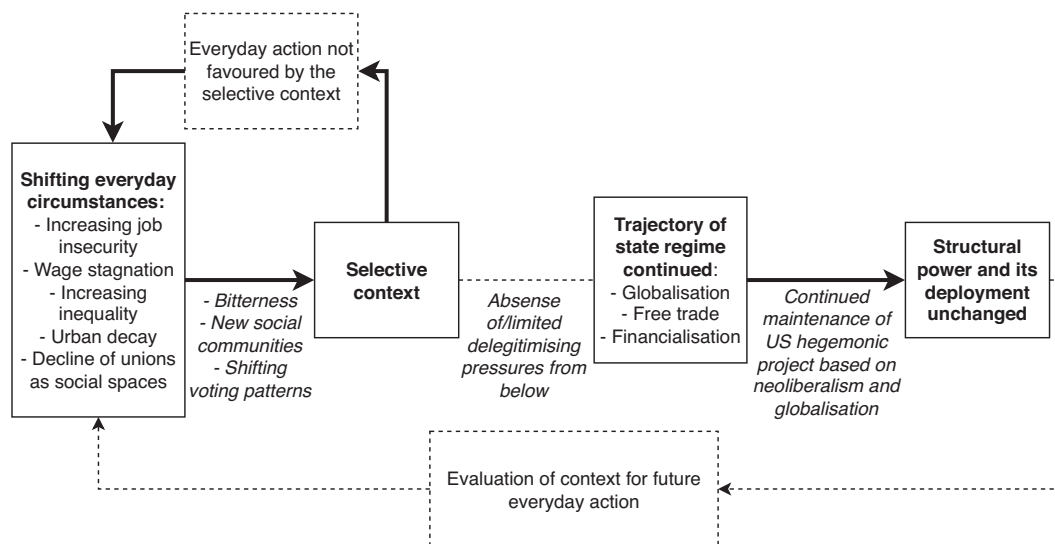 Everyday action not
favoured by the
selective context
Shifting everyday
circumstances:
- Increasing job
insecurity
- Wage stagnation
- Increasing
inequality
- Urban decay
- Decline of unions
as social spaces
- Bitterness
- New social
communities
- Shifting
voting patterns
Selective
context
Absense
of/limited
delegitimising
pressures from
below
Trajectory of
state regime
continued:
- Globalisation
- Free trade
- Financialisation
Continued
maintenance of
US hegemonic
project based on
neoliberalism and
globalisation
Structural
power and its
deployment
unchanged
Evaluation of context for future
everyday action